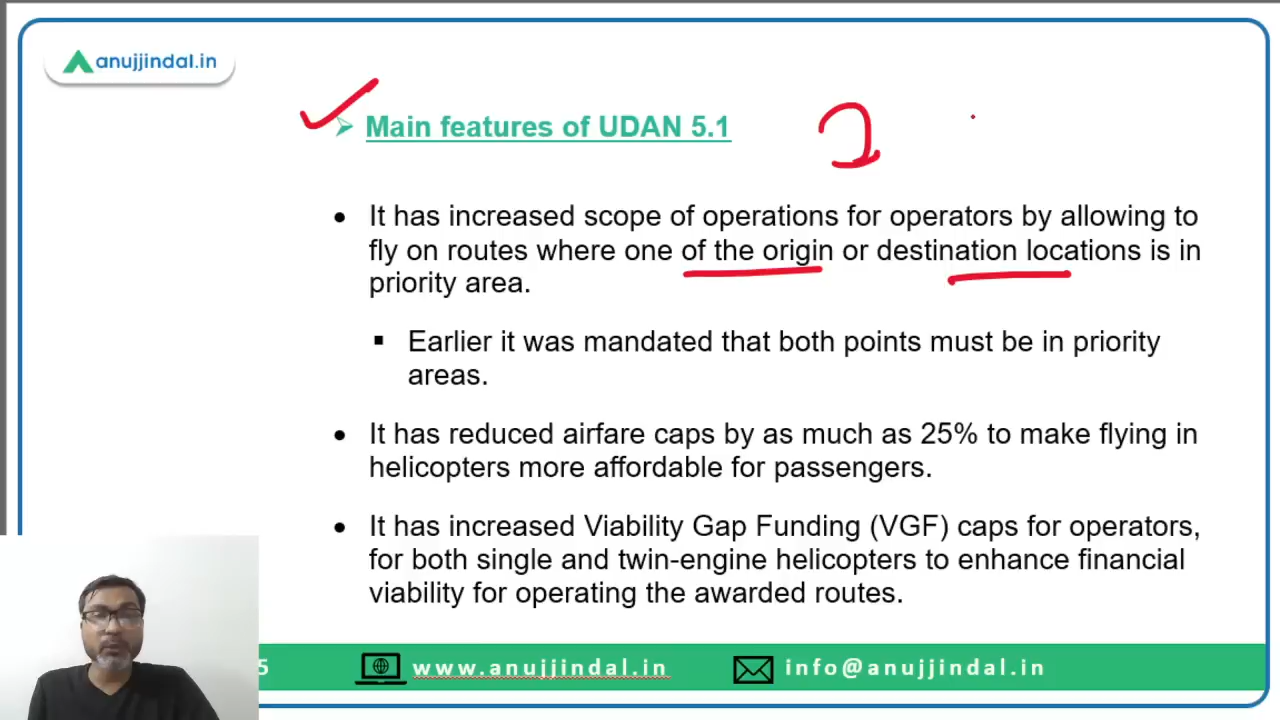 anujjindal.in
Main features of UDAN 5.1
It has increased scope of operations for operators by allowing to
fly on routes where one of the origin or destination locations is in
priority area.
Earlier it was mandated that both points must be in priority
areas.
It has reduced airfare caps by as much as 25% to make flying in
helicopters more affordable for passengers.
It has increased Viability Gap Funding (VGF) caps for operators,
for both single and twin-engine helicopters to enhance financial
viability for operating the awarded routes.
5 www.anujjindal.in info@anujjindal.in